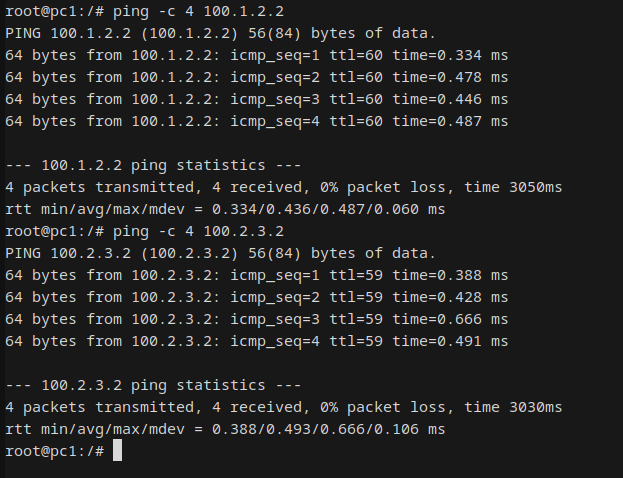 root@pc1:/# ping -c 4 100.1.2.2
PING 100.1.2.2 (100.1.2.2) 56(84) bytes of data.
64 bytes from 100.1.2.2: icmp_seq=1 ttl=60 time=0.334 ms
64 bytes from 100.1.2.2: icmp_seq=2 ttl=60 time=0.478 ms
64 bytes from 100.1.2.2: icmp_seq=3 ttl=60 time=0.446 ms
64 bytes from 100.1.2.2: icmp_seq=4 ttl=60 time=0.487 ms

--- 100.1.2.2 ping statistics ---
4 packets transmitted, 4 received, 0% packet loss, time 3050ms
rtt min/avg/max/mdev = 0.334/0.436/0.487/0.060 ms
root@pc1:/# ping -c 4 100.2.3.2
PING 100.2.3.2 (100.2.3.2) 56(84) bytes of data.
64 bytes from 100.2.3.2: icmp_seq=1 ttl=59 time=0.388 ms
64 bytes from 100.2.3.2: icmp_seq=2 ttl=59 time=0.428 ms
64 bytes from 100.2.3.2: icmp_seq=3 ttl=59 time=0.666 ms
64 bytes from 100.2.3.2: icmp_seq=4 ttl=59 time=0.491 ms

--- 100.2.3.2 ping statistics ---
4 packets transmitted, 4 received, 0% packet loss, time 3030ms
rtt min/avg/max/mdev = 0.388/0.493/0.666/0.106 ms
root@pc1:/#